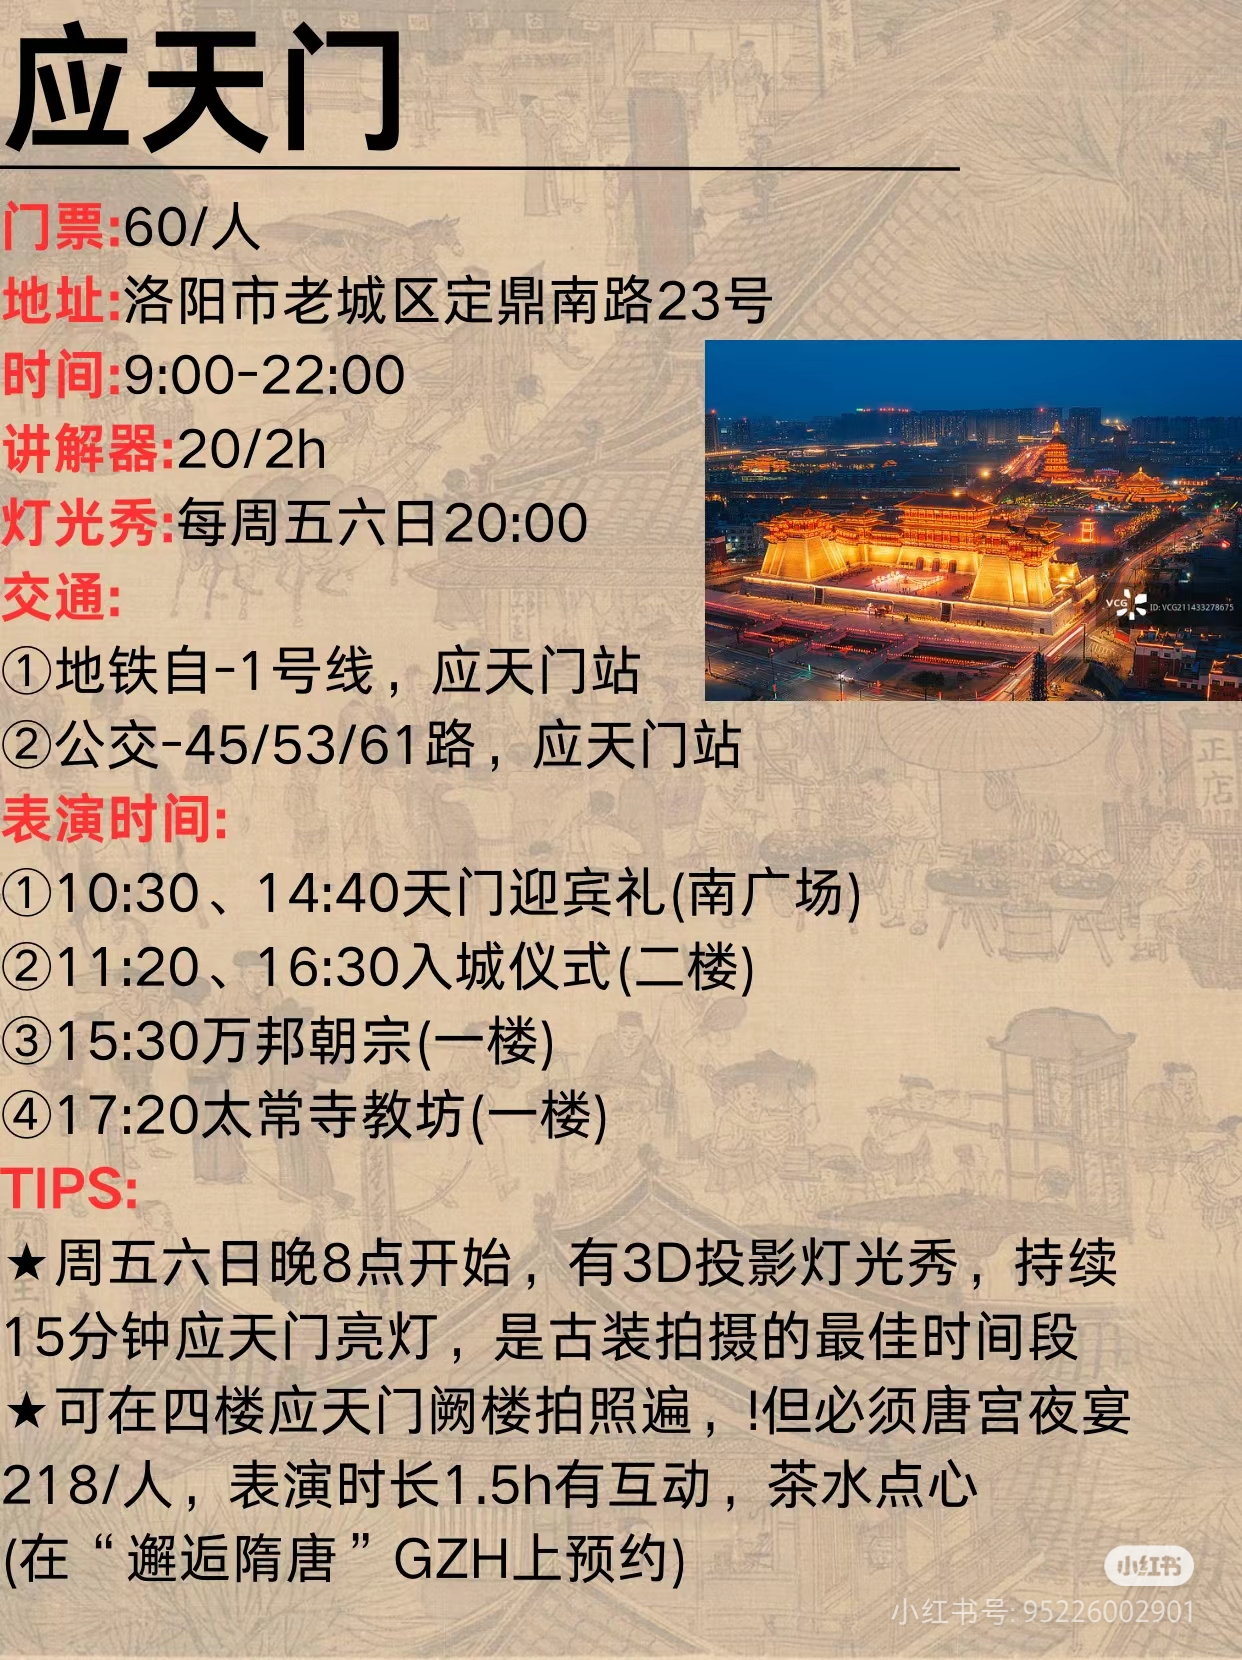 应天门
门票:60/人
地址:洛阳市老城区定鼎南路23号
时间:9:00-22:00
讲解器:20/2h
灯光秀:每周五六日20:00
交通:
①地铁自-1号线，应天门站
②公交-45/53/61路，应天门站
VCG ID: VCG211433278675
表演时间:
①10:30、14:40天门迎宾礼(南广场)
②11:20、16:30入城仪式(二楼)
③15:30万邦朝宗(一楼)
④17:20太常寺教坊(一楼)
TIPS:
★周五六日晚8点开始，有3D投影灯光秀，持续
15分钟应天门亮灯，是古装拍摄的最佳时间段
★可在四楼应天门阙楼拍照遍，!但必须唐宫夜宴
218/人，表演时长1.5h有互动，茶水点心
(在“邂逅隋唐”GZH上预约)
正店
小红书
小红书号: 95226002901